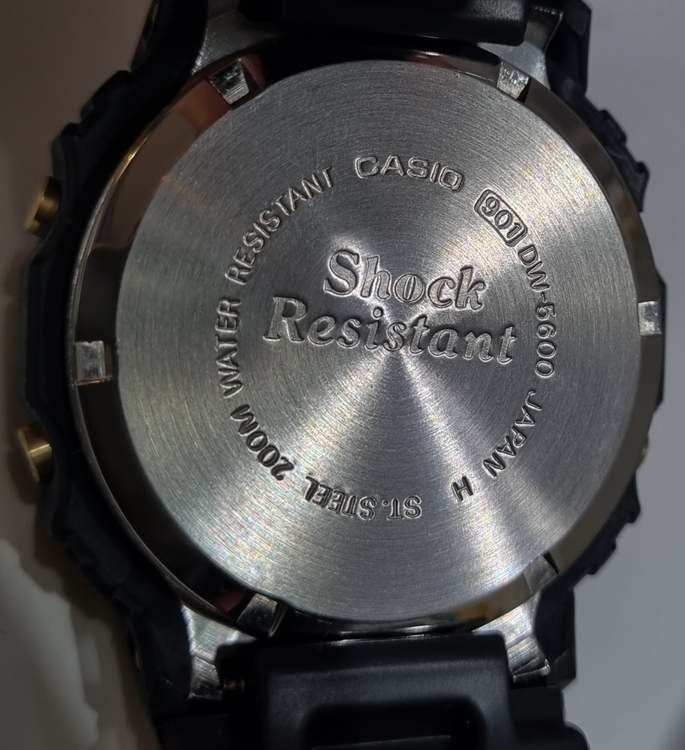 CASIO
901 DW-5600 JAPAN H
ST.STEEL 200M WATER RESISTANT
Shock
Resistant